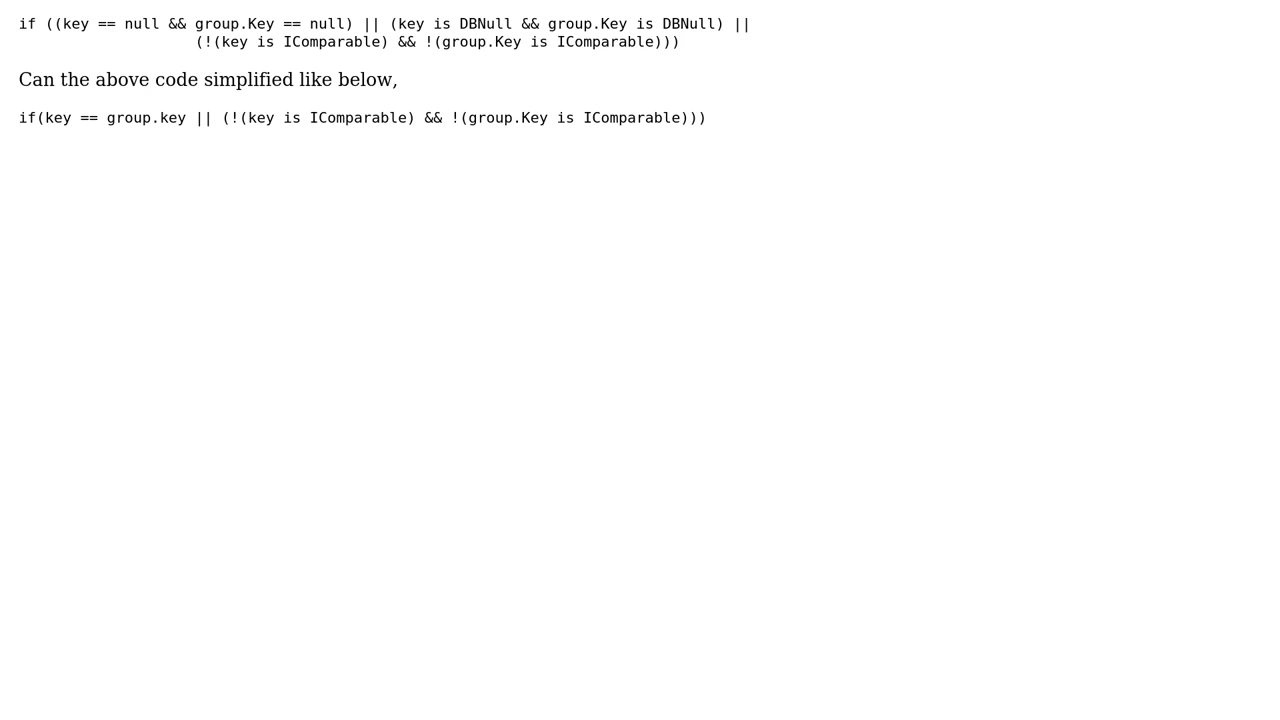 if ((key == null && group.Key == null) || (key is DBNull && group.Key is DBNull) ||
(!(key is IComparable) && !(group.Key is IComparable)))
Can the above code simplified like below,
if(key == group.key || (!(key is IComparable) && !(group.Key is IComparable)))